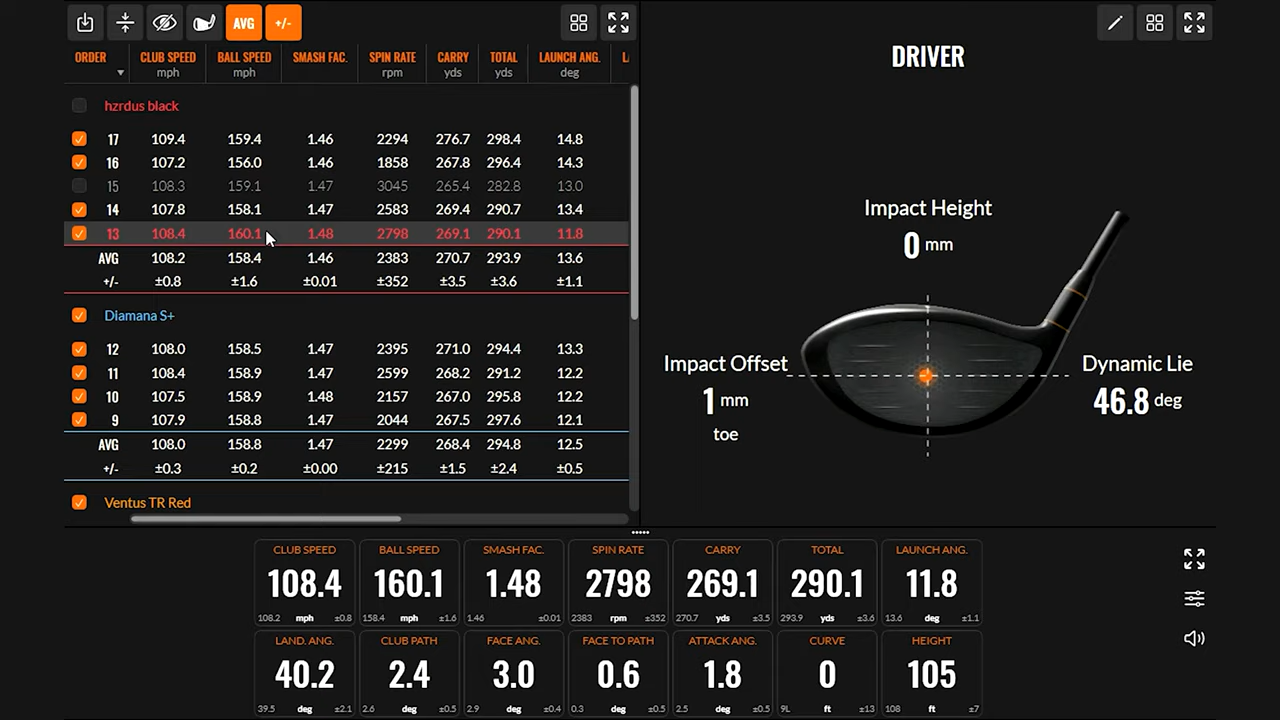 AVG +/-
ORDER CLUB SPEED BALL SPEED SMASH FAC. SPIN RATE CARRY TOTAL LAUNCH ANG. L
mph mph rpm yds yds deg
hzrdus black
17 109.4 159.4 1.46 2294 276.7 298.4 14.8
16 107.2 156.0 1.46 1858 267.8 296.4 14.3
15 108.3 159.1 1.47 3045 265.4 282.8 13.0
14 107.8 158.1 1.47 2583 269.4 290.7 13.4
13 108.4 160.1 1.48 2798 269.1 290.1 11.8
AVG 108.2 158.4 1.46 2383 270.7 293.9 13.6
+/- ±0.8 ±1.6 ±0.01 ±352 ±3.5 ±3.6 ±1.1
Diamana S+
12 108.0 158.5 1.47 2395 271.0 294.4 13.3
11 108.4 158.9 1.47 2599 268.2 291.2 12.2
10 107.5 158.9 1.48 2157 267.0 295.8 12.2
9 107.9 158.8 1.47 2044 267.5 297.6 12.1
AVG 108.0 158.8 1.47 2299 268.4 294.8 12.5
+/- ±0.3 ±0.2 ±0.00 ±215 ±1.5 ±2.4 ±0.5
Ventus TR Red
DRIVER
Impact Height
0 mm
Impact Offset
1 mm
toe
Dynamic Lie
46.8 deg
CLUB SPEED BALL SPEED SMASH FAC. SPIN RATE CARRY TOTAL LAUNCH ANG.
108.4 160.1 1.48 2798 269.1 290.1 11.8
108.2 mph ±0.8 158.4 mph ±1.6 1.46 ±0.01 2383 rpm ±352 270.7 yds ±3.5 293.9 yds ±3.6 13.6 deg ±1.1
LAND. ANG. CLUB PATH FACE ANG. FACE TO PATH ATTACK ANG. CURVE HEIGHT
40.2 2.4 3.0 0.6 1.8 0 105
39.5 deg ±2.1 2.6 deg ±0.5 2.9 deg ±0.4 0.3 deg ±0.5 2.5 deg ±0.5 9L ft ±13 108 ft ±7